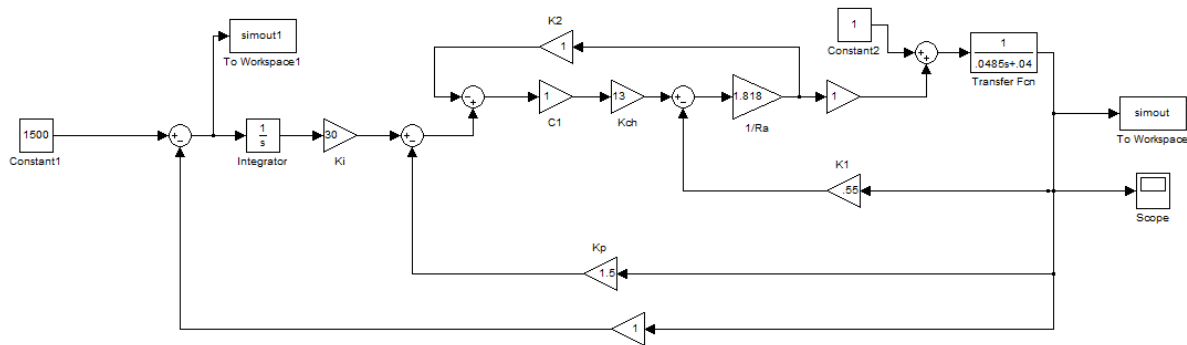 simout1
To Workspace1
K2
1
1
Constant2
1
.0485s+.04
Transfer Fcn
1500
Constant1
1
s
Integrator
30
Ki
1
C1
13
Kch
1.818
1/Ra
1
simout
To Workspace
K1
.55
Scope
Kp
1.5
1